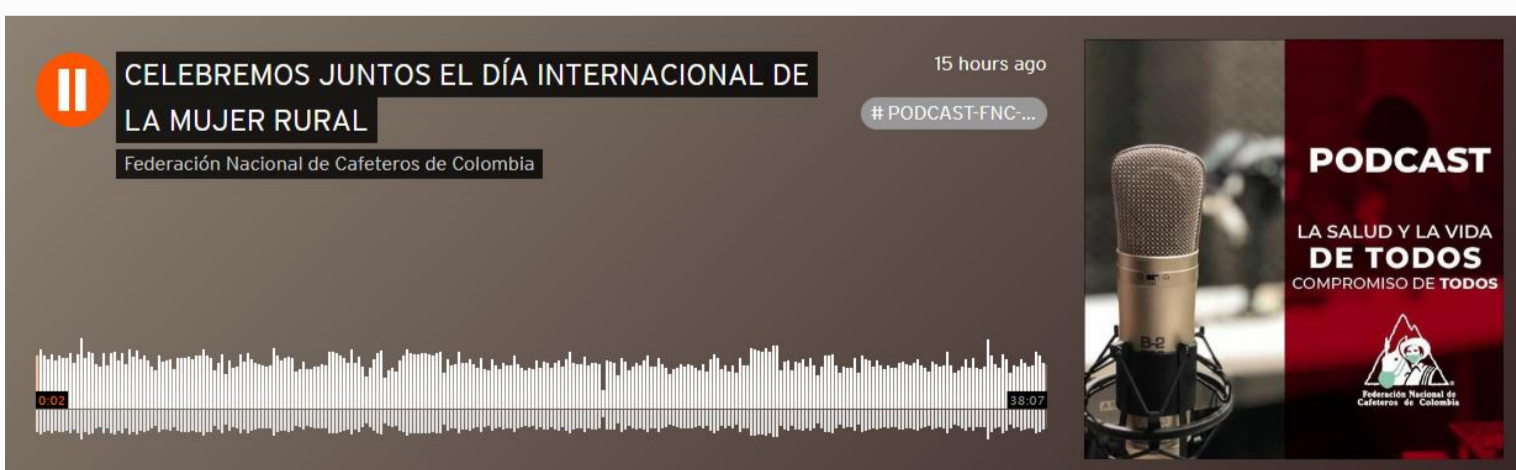 CELEBREMOS JUNTOS EL DÍA INTERNACIONAL DE
LA MUJER RURAL
Federación Nacional de Cafeteros de Colombia
15 hours ago
# PODCAST-FNC-...
0:02
38:07
PODCAST
LA SALUD Y LA VIDA
DE TODOS
COMPROMISO DE TODOS
B-2
Federación Nacional de
Cafeteros de Colombia